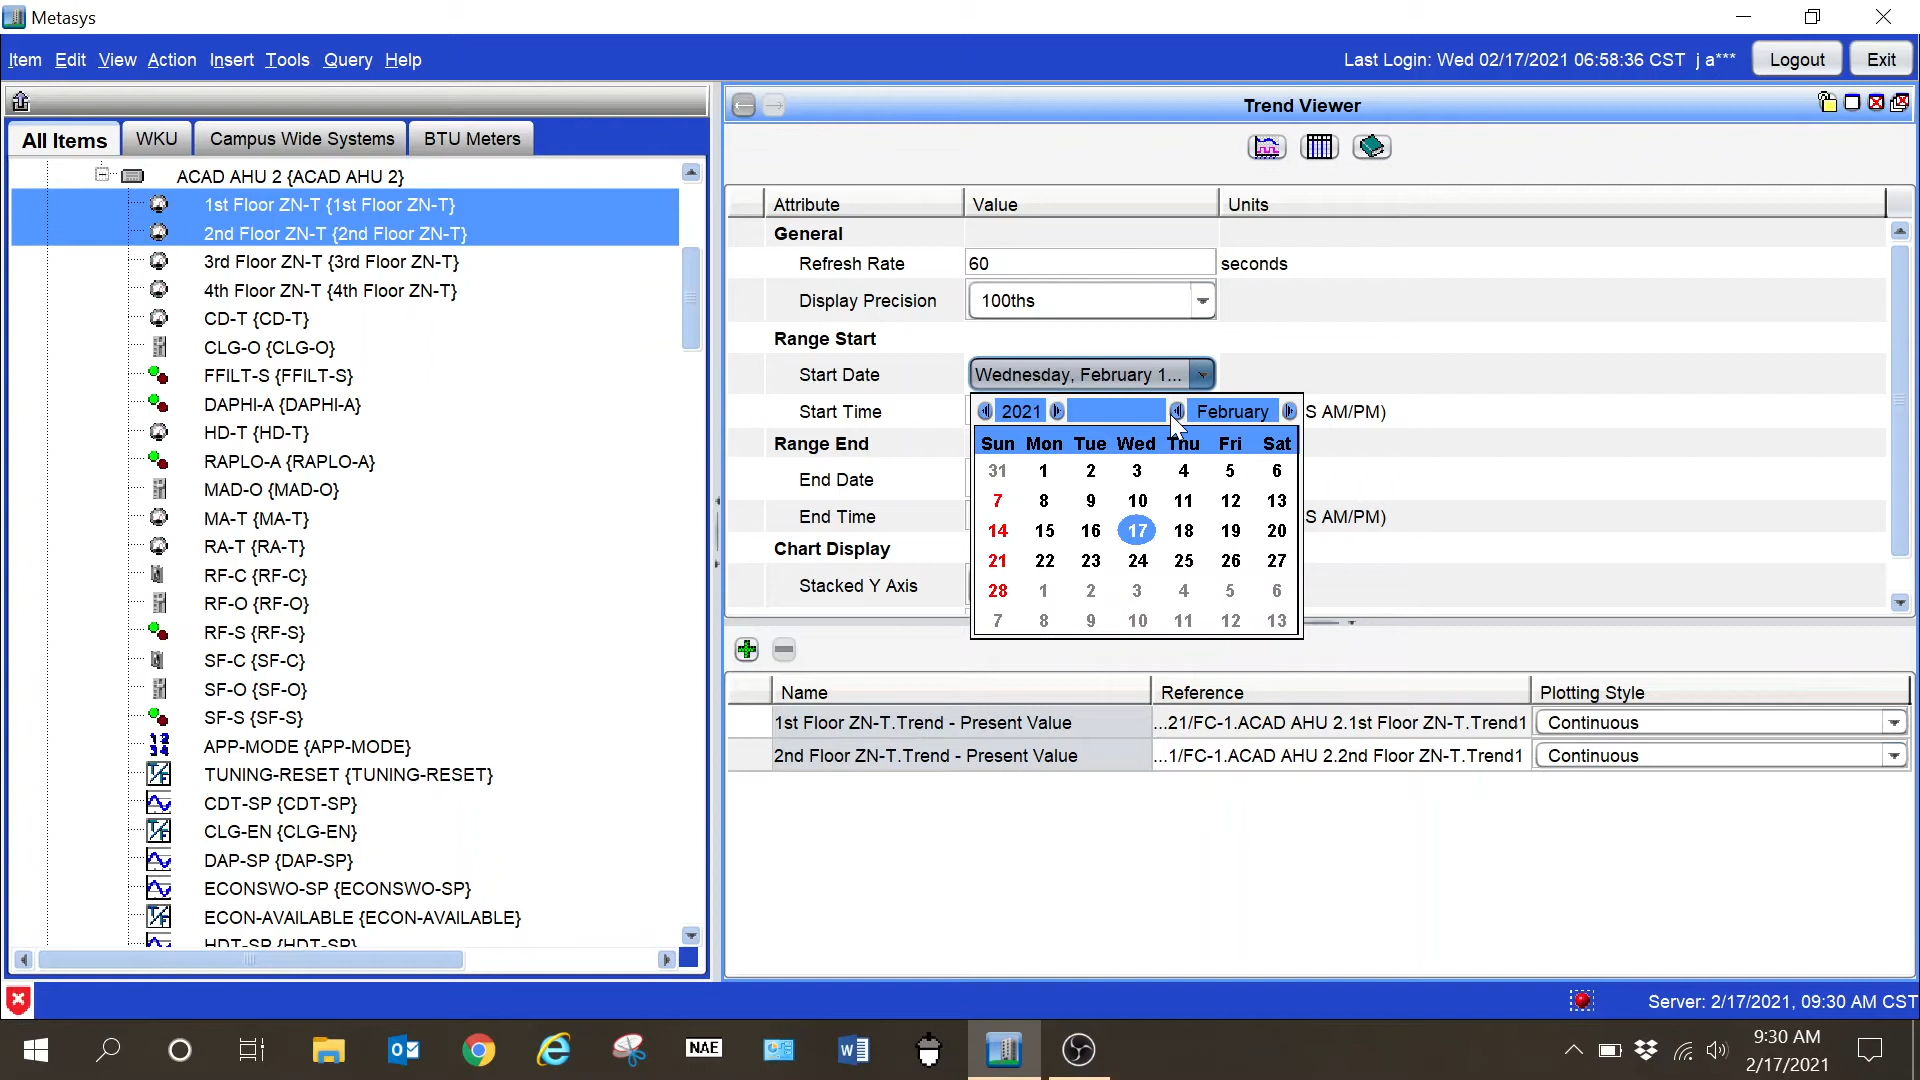 Metasys
Item Edit View Action Insert Tools Query Help
Last Login: Wed 02/17/2021 06:58:36 CST j a***
Logout
Exit
All Items
WKU
Campus Wide Systems
BTU Meters
ACAD AHU 2 {ACAD AHU 2}
1st Floor ZN-T {1st Floor ZN-T}
2nd Floor ZN-T {2nd Floor ZN-T}
3rd Floor ZN-T {3rd Floor ZN-T}
4th Floor ZN-T {4th Floor ZN-T}
CD-T {CD-T}
CLG-O {CLG-O}
FFILT-S {FFILT-S}
DAPHI-A {DAPHI-A}
HD-T {HD-T}
RAPLO-A {RAPLO-A}
MAD-O {MAD-O}
MA-T {MA-T}
RA-T {RA-T}
RF-C {RF-C}
RF-O {RF-O}
RF-S {RF-S}
SF-C {SF-C}
SF-O {SF-O}
SF-S {SF-S}
APP-MODE {APP-MODE}
TUNING-RESET {TUNING-RESET}
CDT-SP {CDT-SP}
CLG-EN {CLG-EN}
DAP-SP {DAP-SP}
ECONSWO-SP {ECONSWO-SP}
ECON-AVAILABLE {ECON-AVAILABLE}
HDT-SP {HDT-SP}
Trend Viewer
Attribute Value Units
General
Refresh Rate 60 seconds
Display Precision 100ths
Range Start
Start Date Wednesday, February 1...
Start Time S AM/PM)
Range End
End Date
End Time S AM/PM)
Chart Display
Stacked Y Axis
2021 February
Sun Mon Tue Wed Thu Fri Sat
31 1 2 3 4 5 6
7 8 9 10 11 12 13
14 15 16 17 18 19 20
21 22 23 24 25 26 27
28 1 2 3 4 5 6
7 8 9 10 11 12 13
Name Reference Plotting Style
1st Floor ZN-T.Trend - Present Value ...21/FC-1.ACAD AHU 2.1st Floor ZN-T.Trend1 Continuous
2nd Floor ZN-T.Trend - Present Value ...1/FC-1.ACAD AHU 2.2nd Floor ZN-T.Trend1 Continuous
Server: 2/17/2021, 09:30 AM CST
NAE
9:30 AM
2/17/2021